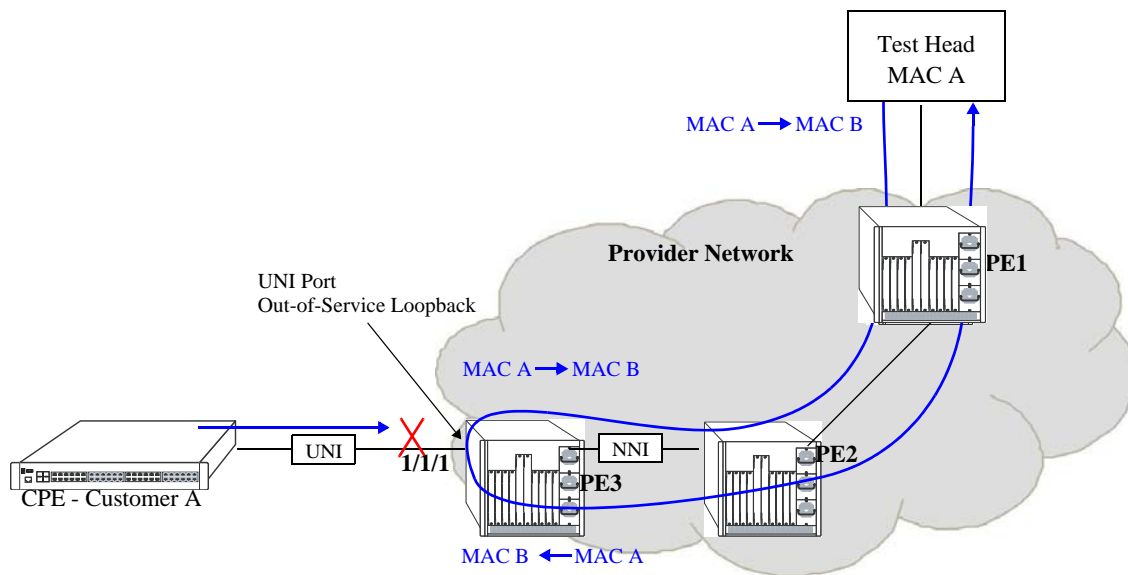 Test Head
MAC A
MAC A → MAC B
Provider Network
PE1
UNI Port
Out-of-Service Loopback
MAC A → MAC B
UNI
1/1/1
NNI
PE2
PE3
CPE - Customer A
MAC B ← MAC A